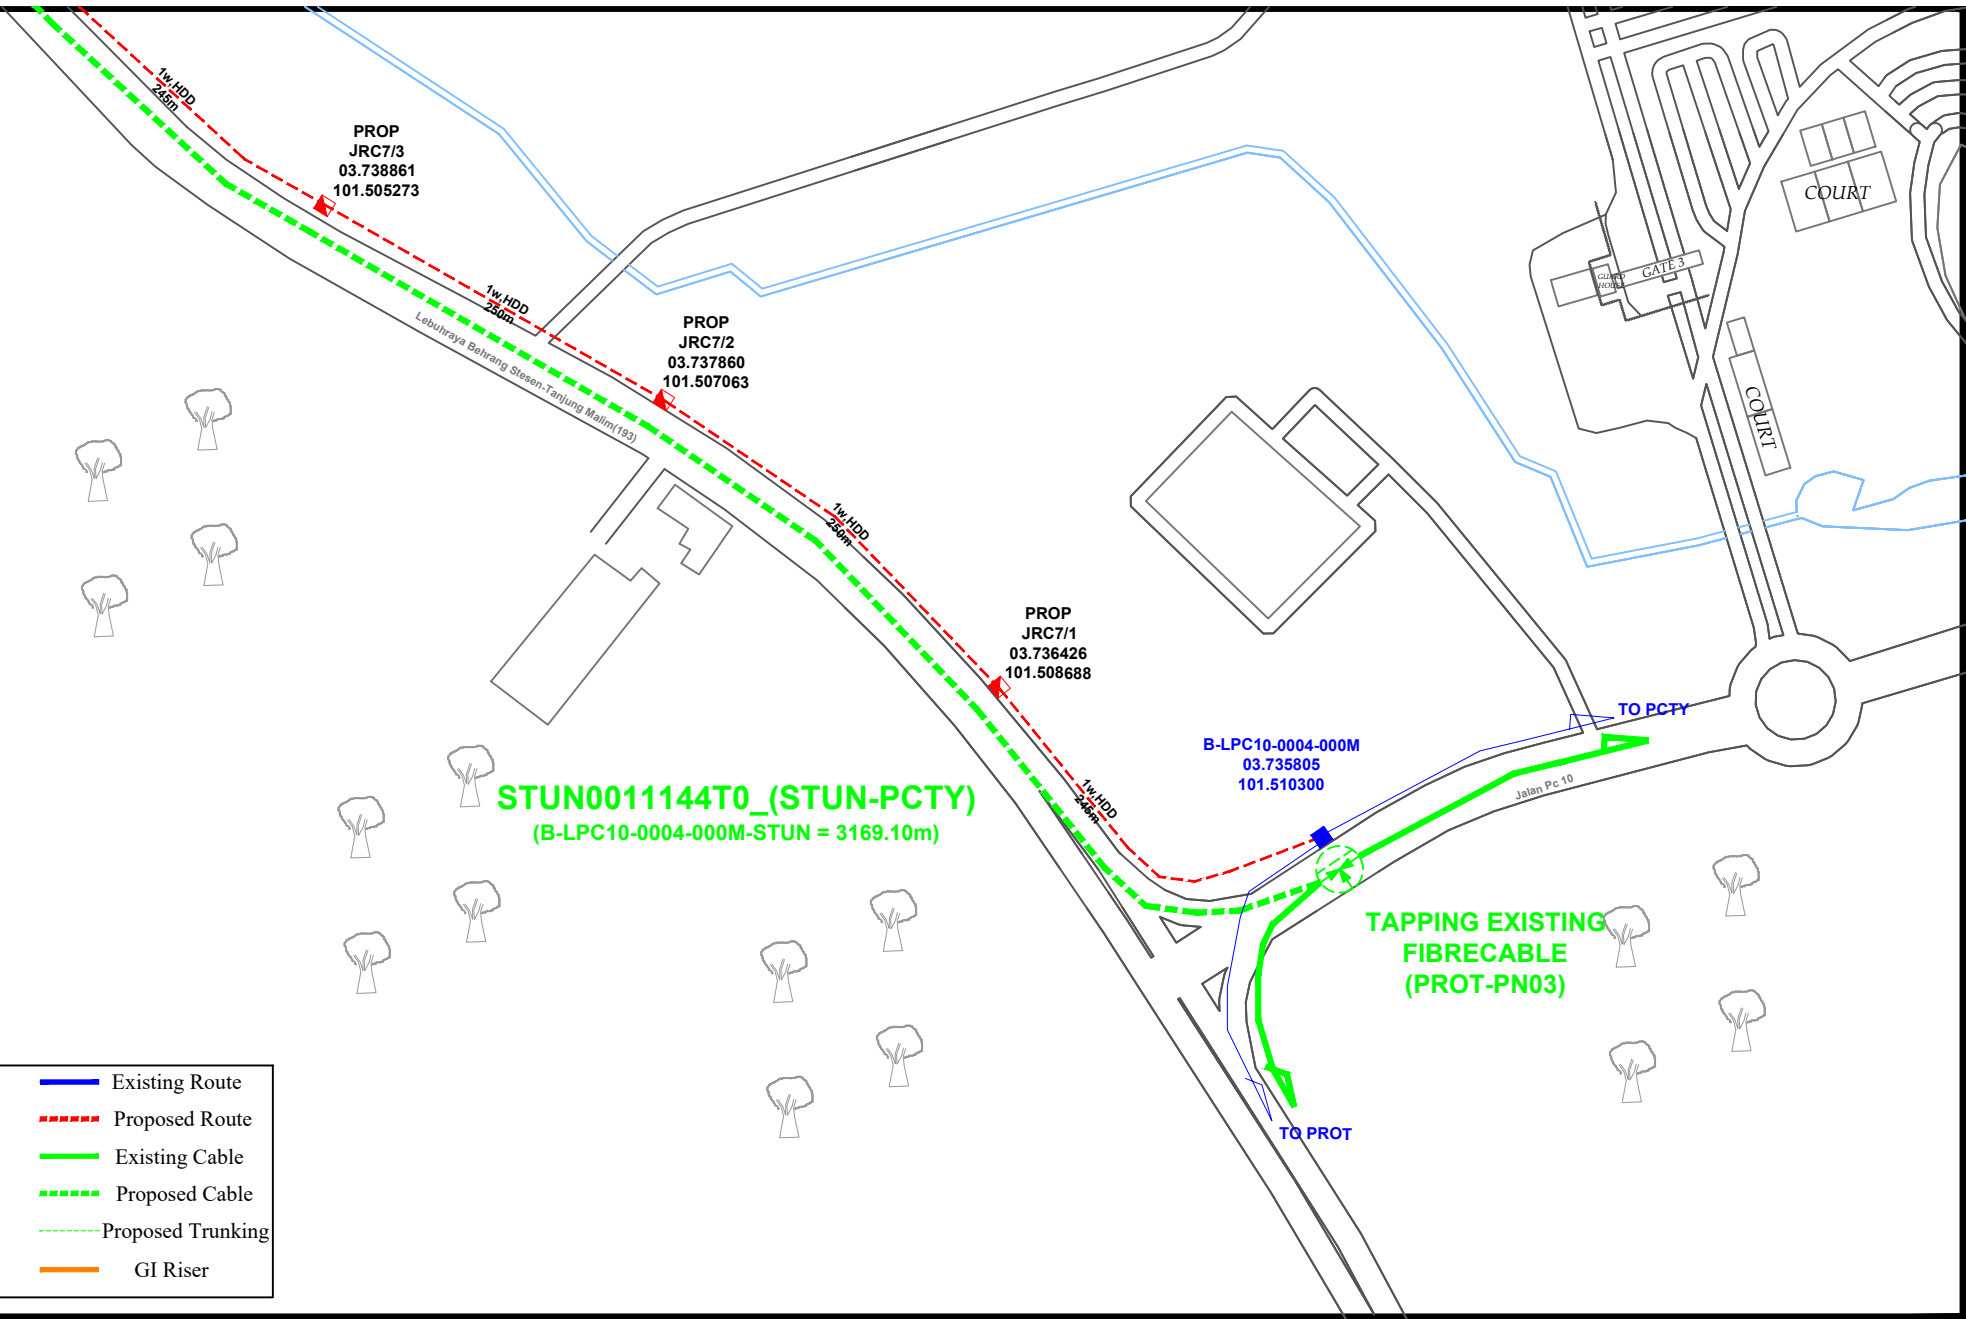 1w,HDD
245m
PROP
JRC7/3
03.738861
101.505273
COURT
GATE 3
GUARD
HOUSE
1w,HDD
250m
Lebuhraya Behrang Stesen-Tanjung Malim(193)
PROP
JRC7/2
03.737860
101.507063
COURT
1w,HDD
250m
PROP
JRC7/1
03.736426
101.508688
TO PCTY
B-LPC10-0004-000M
03.735805
101.510300
Jalan Pc 10
1w,HDD
245m
STUN0011144T0_(STUN-PCTY)
(B-LPC10-0004-000M-STUN = 3169.10m)
TAPPING EXISTING
FIBRECABLE
(PROT-PN03)
TO PROT
Existing Route
Proposed Route
Existing Cable
Proposed Cable
Proposed Trunking
GI Riser